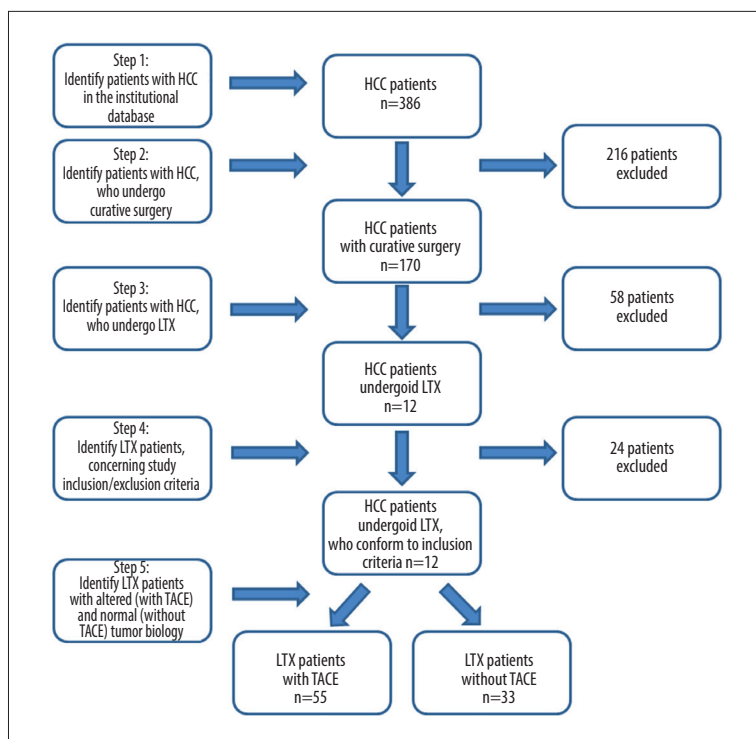 Step 1:
Identify patients with HCC
in the institutional
database
HCC patients
n=386
Step 2:
Identify patients with HCC,
who undergo
curative surgery
216 patients
excluded
HCC patients
with curative surgery
n=170
Step 3:
Identify patients with HCC,
who undergo LTX
58 patients
excluded
HCC patients
undergoid LTX
n=12
Step 4:
Identify LTX patients,
concerning study
inclusion/exclusion criteria
24 patients
excluded
HCC patients
undergoid LTX,
who conform to inclusion
criteria n=12
Step 5:
Identify LTX patients
with altered (with TACE)
and normal (without
TACE) tumor biology
LTX patients
with TACE
n=55
LTX patients
without TACE
n=33